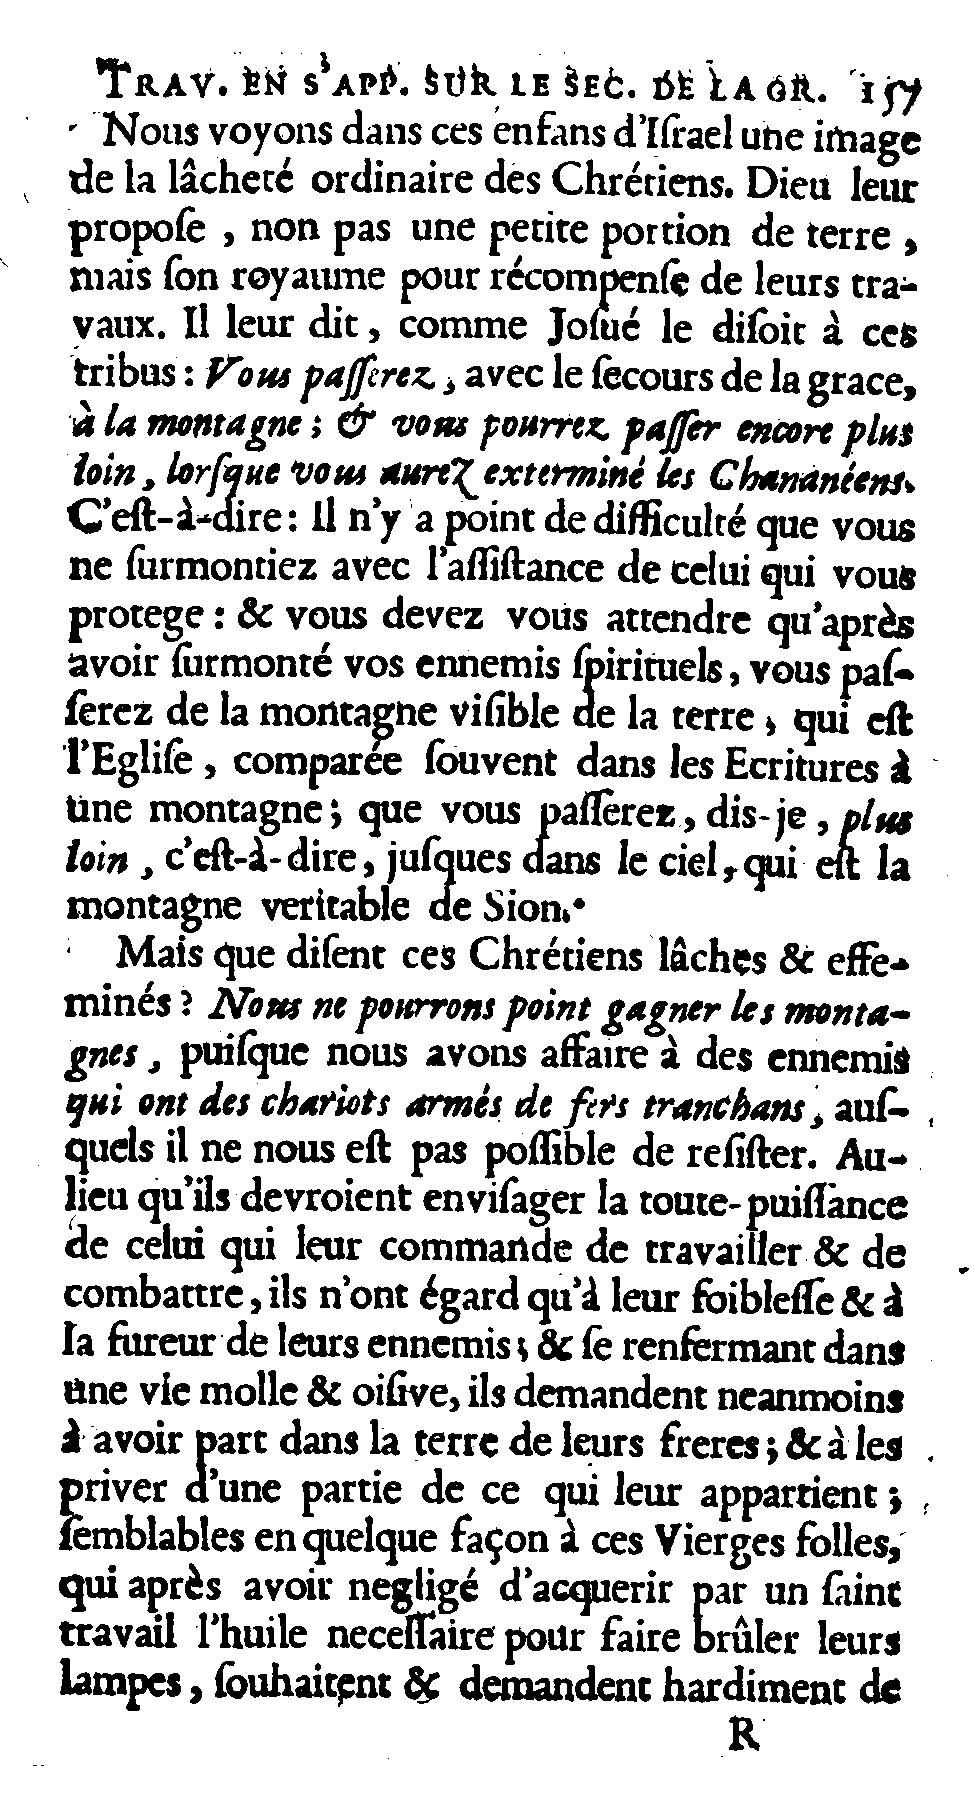 TRAV. EN S'APP. SUR LE SEC. DE LA GR. 157
Nous voyons dans ces enfans d'Iſrael une image
de la lâcheté ordinaire des Chrétiens. Dieu leur
propoſe , non pas une petite portion de terre ,
mais ſon royaume pour récompenſe de leurs tra-
vaux. Il leur dit , comme Joſué le diſoit à ces
tribus : Vous paſſerez , avec le ſecours de la grace,
à la montagne ; & vous pourrez paſſer encore plus
loin , lorſque vous aurez exterminé les Chananéens.
C'eſt-à-dire : Il n'y a point de difficulté que vous
ne ſurmontiez avec l'aſſiſtance de celui qui vous
protege : & vous devez vous attendre qu'après
avoir ſurmonté vos ennemis ſpirituels , vous paſ-
ſerez de la montagne viſible de la terre , qui eſt
l'Egliſe , comparée ſouvent dans les Ecritures à
une montagne ; que vous paſſerez , dis-je , plus
loin , c'eſt-à-dire , juſques dans le ciel , qui eſt la
montagne veritable de Sion.
Mais que diſent ces Chrétiens lâches & effe-
minés ? Nous ne pourrons point gagner les monta-
gnes , puiſque nous avons affaire à des ennemis
qui ont des chariots armés de fers tranchans , auſ-
quels il ne nous eſt pas poſſible de reſiſter. Au-
lieu qu'ils devroient enviſager la toute-puiſſance
de celui qui leur commande de travailler & de
combattre , ils n'ont égard qu'à leur foibleſſe & à
la fureur de leurs ennemis ; & ſe renfermant dans
une vie molle & oiſive, ils demandent neanmoins
à avoir part dans la terre de leurs freres ; & à les
priver d'une partie de ce qui leur appartient ;
ſemblables en quelque façon à ces Vierges folles,
qui après avoir negligé d'acquerir par un ſaint
travail l'huile neceſſaire pour faire brûler leurs
lampes , ſouhaitent & demandent hardiment de
R